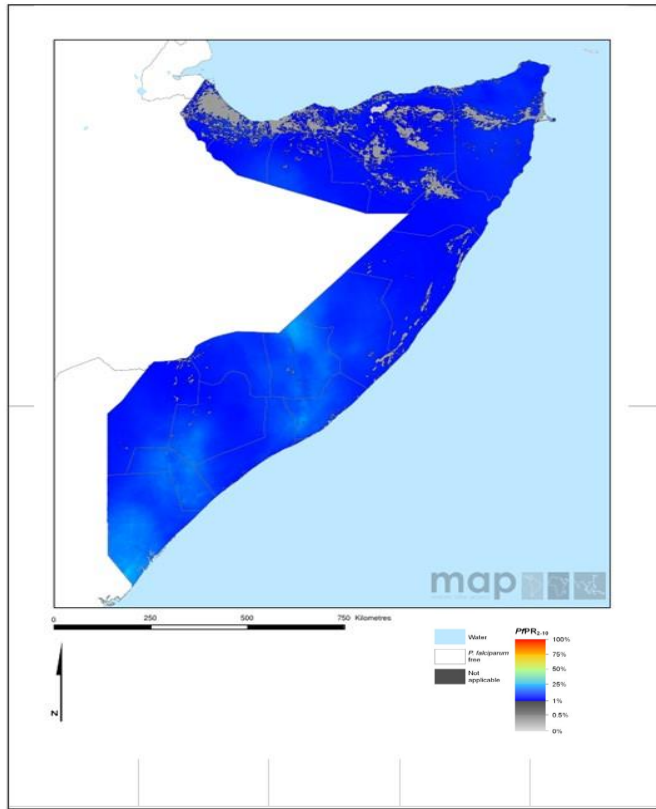 map
0 250 500 750 Kilometres
N
Water
P. falciparum
free
Not
applicable
PfPR2-10
100%
75%
50%
25%
1%
0.5%
0%